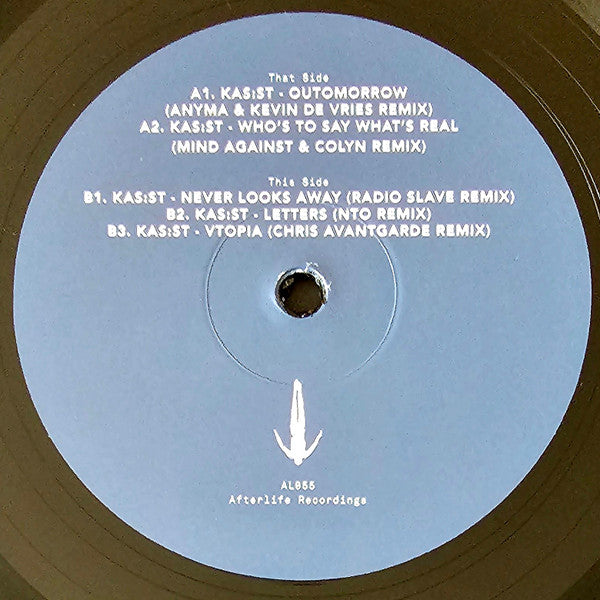 That Side
A1. KAS:ST - OUTOMORROW
(ANYMA & KEVIN DE VRIES REMIX)
A2. KAS:ST - WHO'S TO SAY WHAT'S REAL
(MIND AGAINST & COLYN REMIX)
This Side
B1. KAS:ST - NEVER LOOKS AWAY (RADIO SLAVE REMIX)
B2. KAS:ST - LETTERS (NTO REMIX)
B3. KAS:ST - VTOPIA (CHRIS AVANTGARDE REMIX)
AL055
Afterlife Recordings